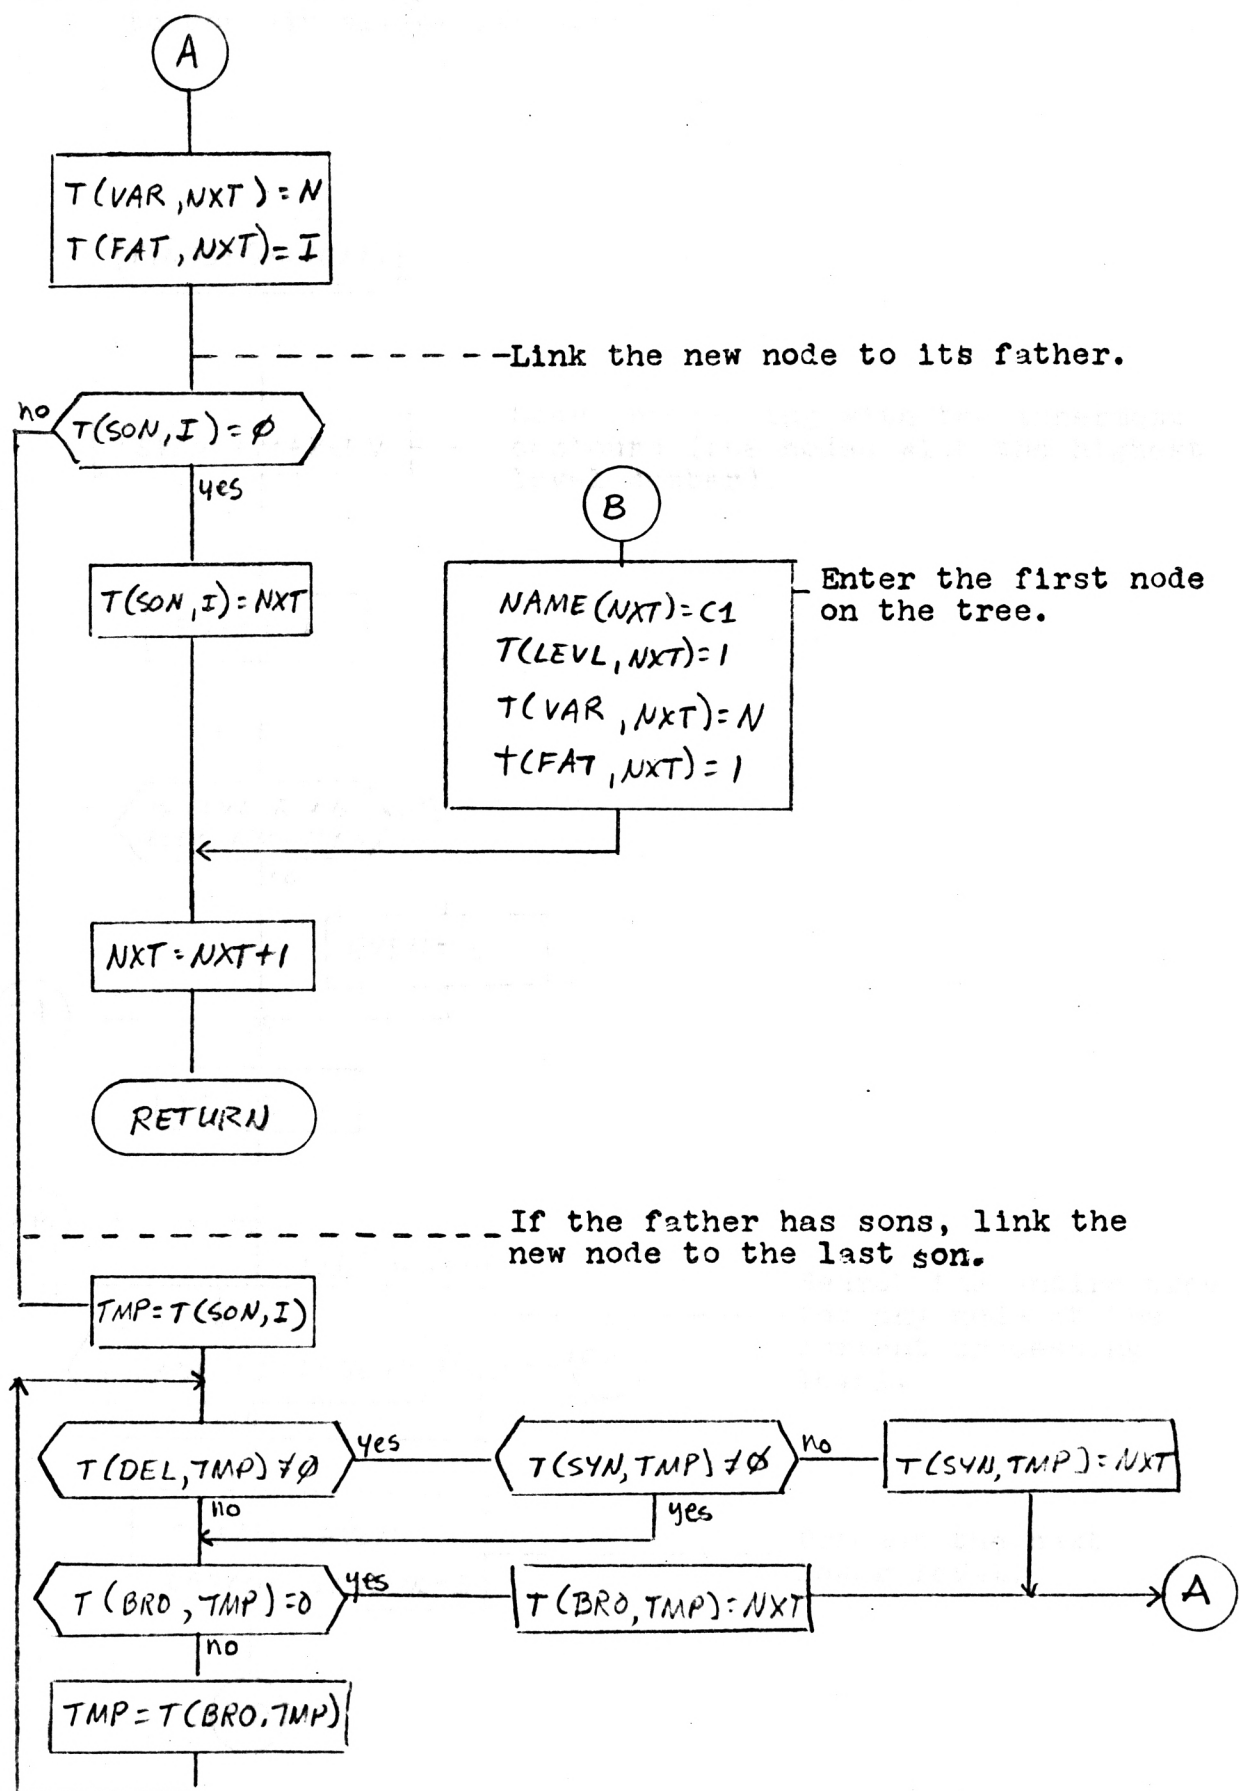 A
T(VAR,NXT)=N
T(FAT,NXT)=I
Link the new node to its father.
no
T(SON,I)=Ø
yes
B
T(SON,I)=NXT
NAME(NXT)=C1
T(LEVL,NXT)=1
T(VAR,NXT)=N
T(FAT,NXT)=1
Enter the first node
on the tree.
NXT=NXT+1
RETURN
If the father has sons, link the
new node to the last son.
TMP=T(SON,I)
T(DEL,TMP)≠Ø
yes
T(SYN,TMP)≠Ø
no
T(SYN,TMP)=NXT
no
yes
T(BRO,TMP)=0
yes
T(BRO,TMP)=NXT
A
no
TMP=T(BRO,TMP)